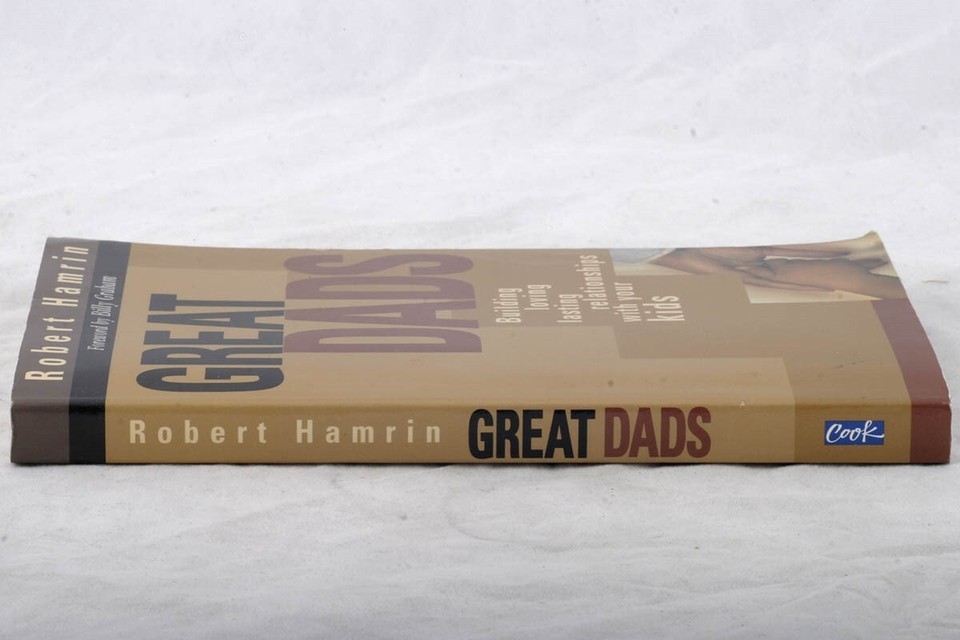 Robert Hamrin
Foreword by Billy Graham
GREAT
DADS
Building
loving
lasting
relationships
with your
kids
Robert Hamrin GREAT DADS Cook